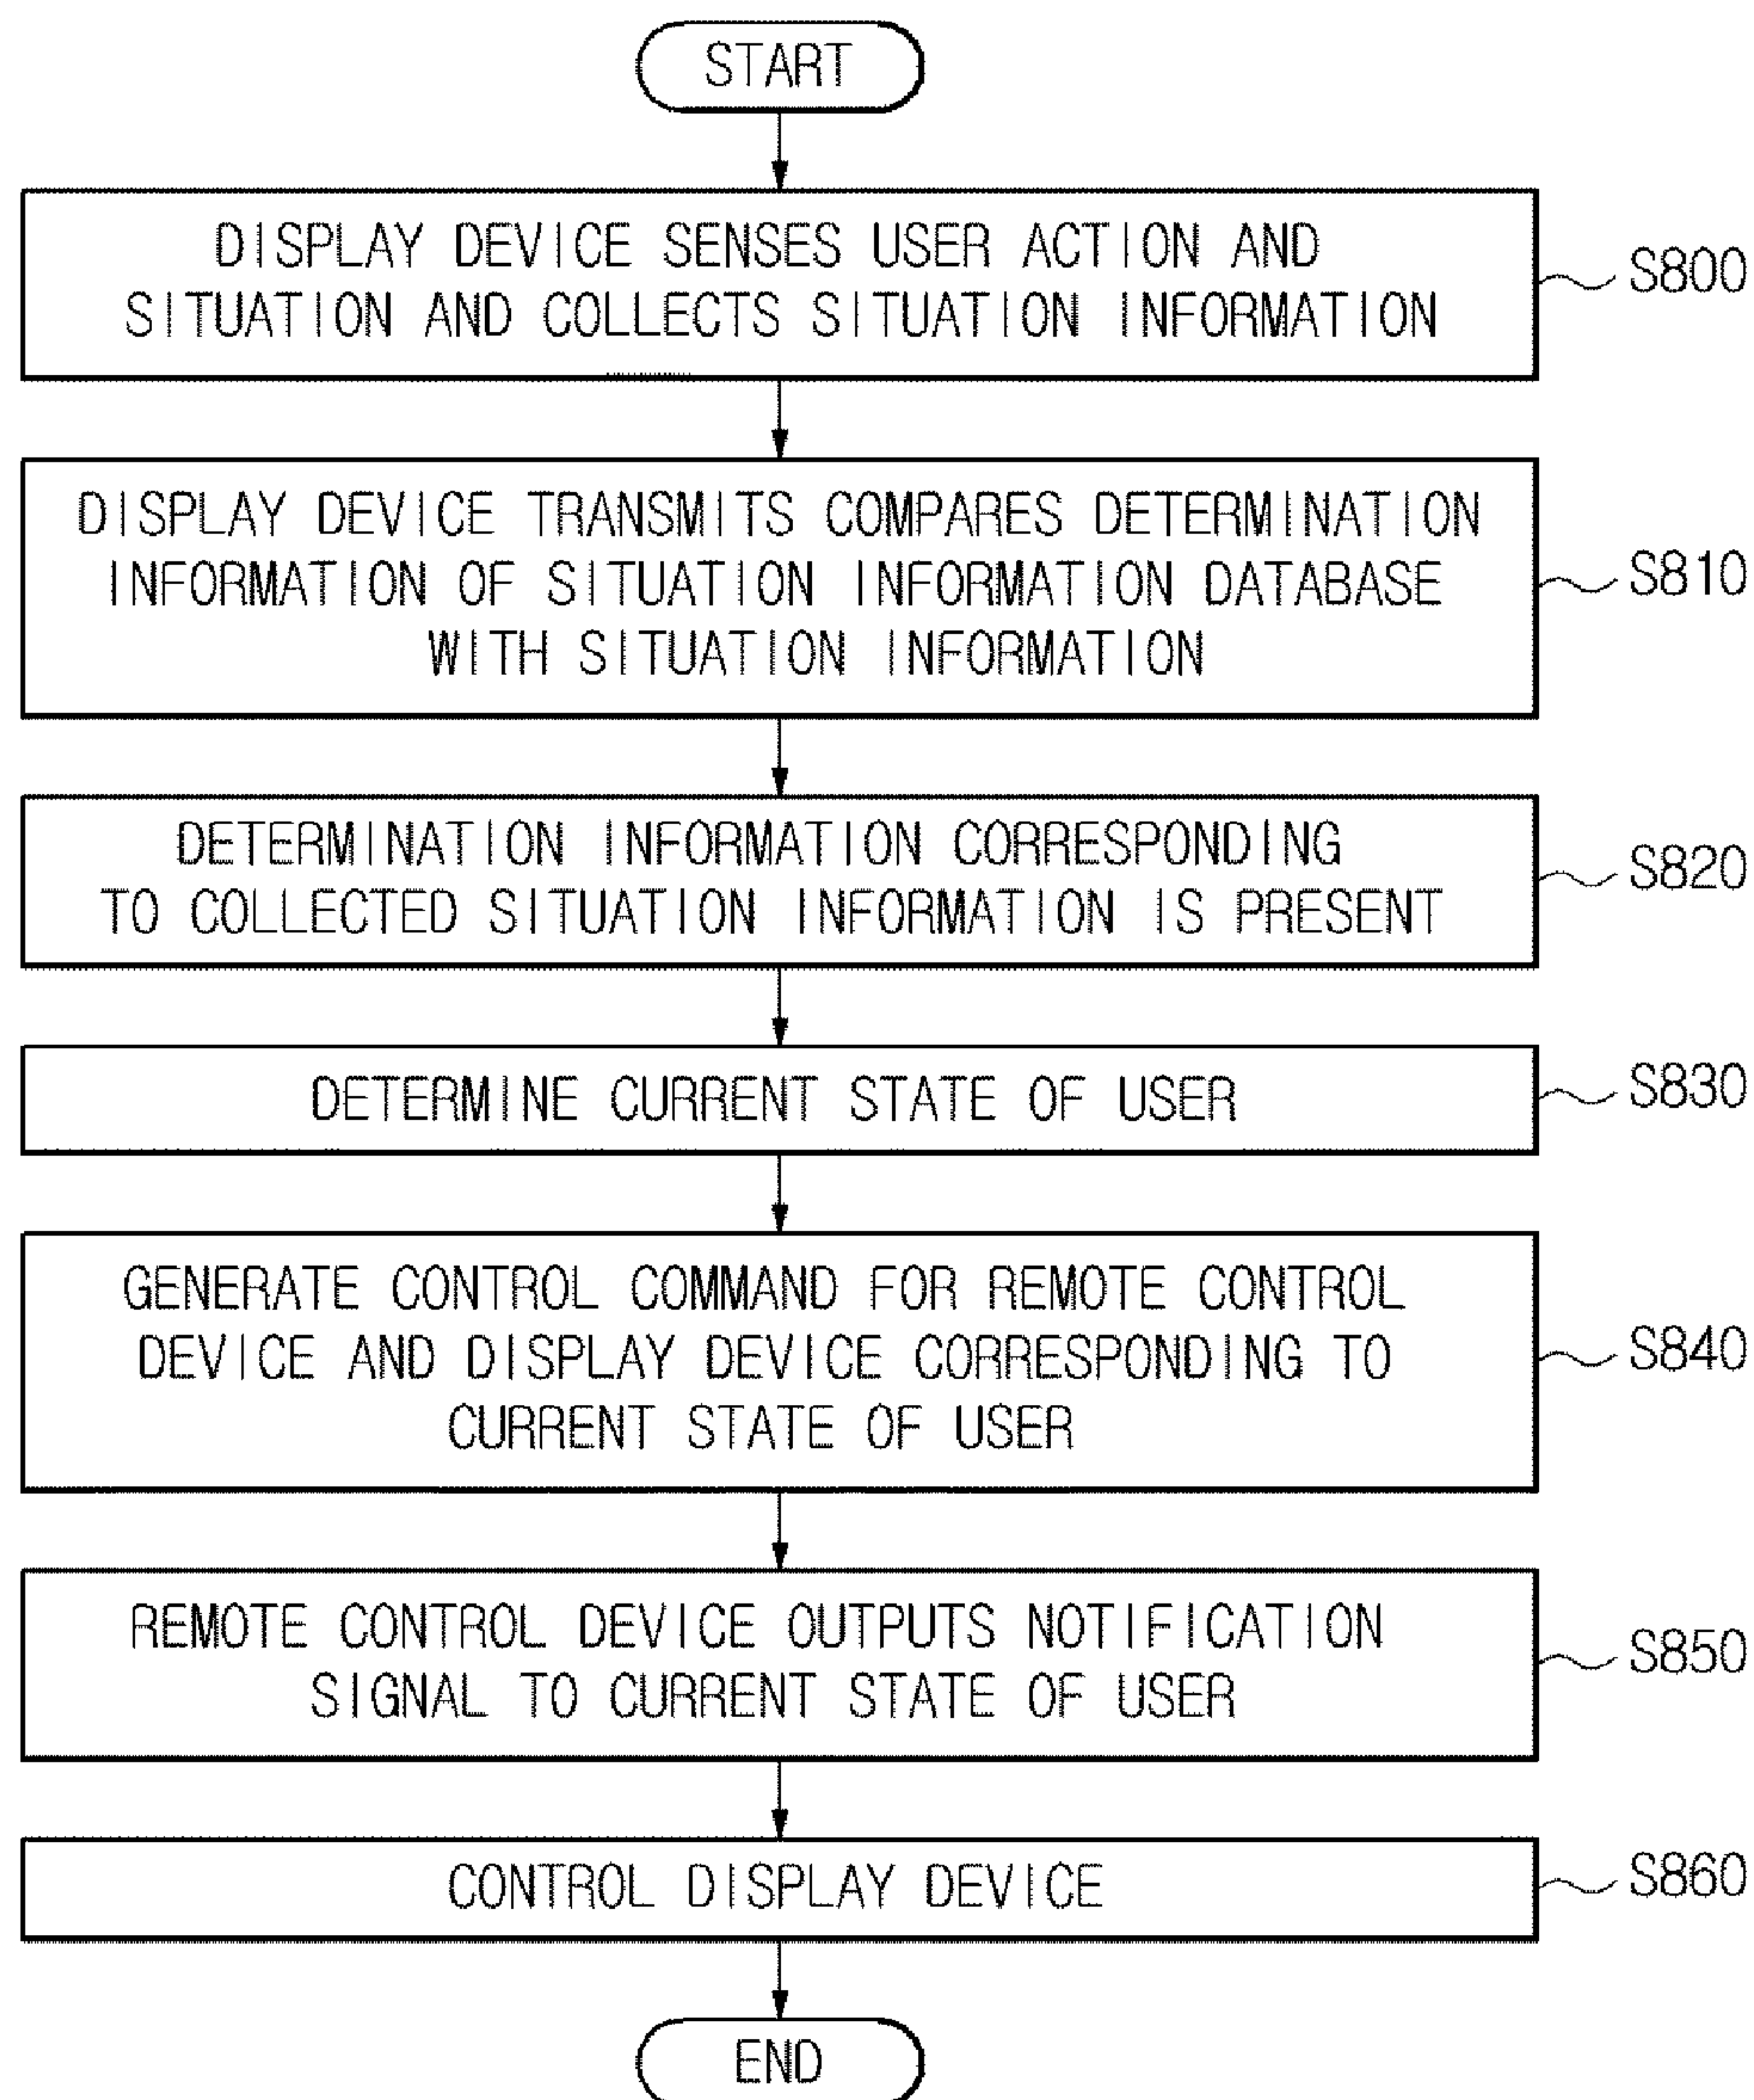 START
DISPLAY DEVICE SENSES USER ACTION AND
SITUATION AND COLLECTS SITUATION INFORMATION
S800
DISPLAY DEVICE TRANSMITS COMPARES DETERMINATION
INFORMATION OF SITUATION INFORMATION DATABASE
WITH SITUATION INFORMATION
S810
DETERMINATION INFORMATION CORRESPONDING
TO COLLECTED SITUATION INFORMATION IS PRESENT
S820
DETERMINE CURRENT STATE OF USER
S830
GENERATE CONTROL COMMAND FOR REMOTE CONTROL
DEVICE AND DISPLAY DEVICE CORRESPONDING TO
CURRENT STATE OF USER
S840
REMOTE CONTROL DEVICE OUTPUTS NOTIFICATION
SIGNAL TO CURRENT STATE OF USER
S850
CONTROL DISPLAY DEVICE
S860
END